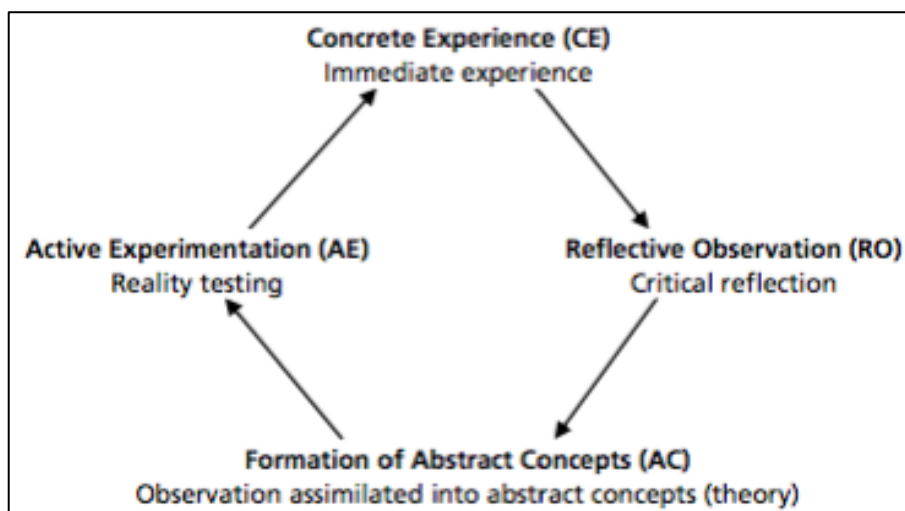 Concrete Experience (CE)
Immediate experience
Active Experimentation (AE)
Reality testing
Reflective Observation (RO)
Critical reflection
Formation of Abstract Concepts (AC)
Observation assimilated into abstract concepts (theory)